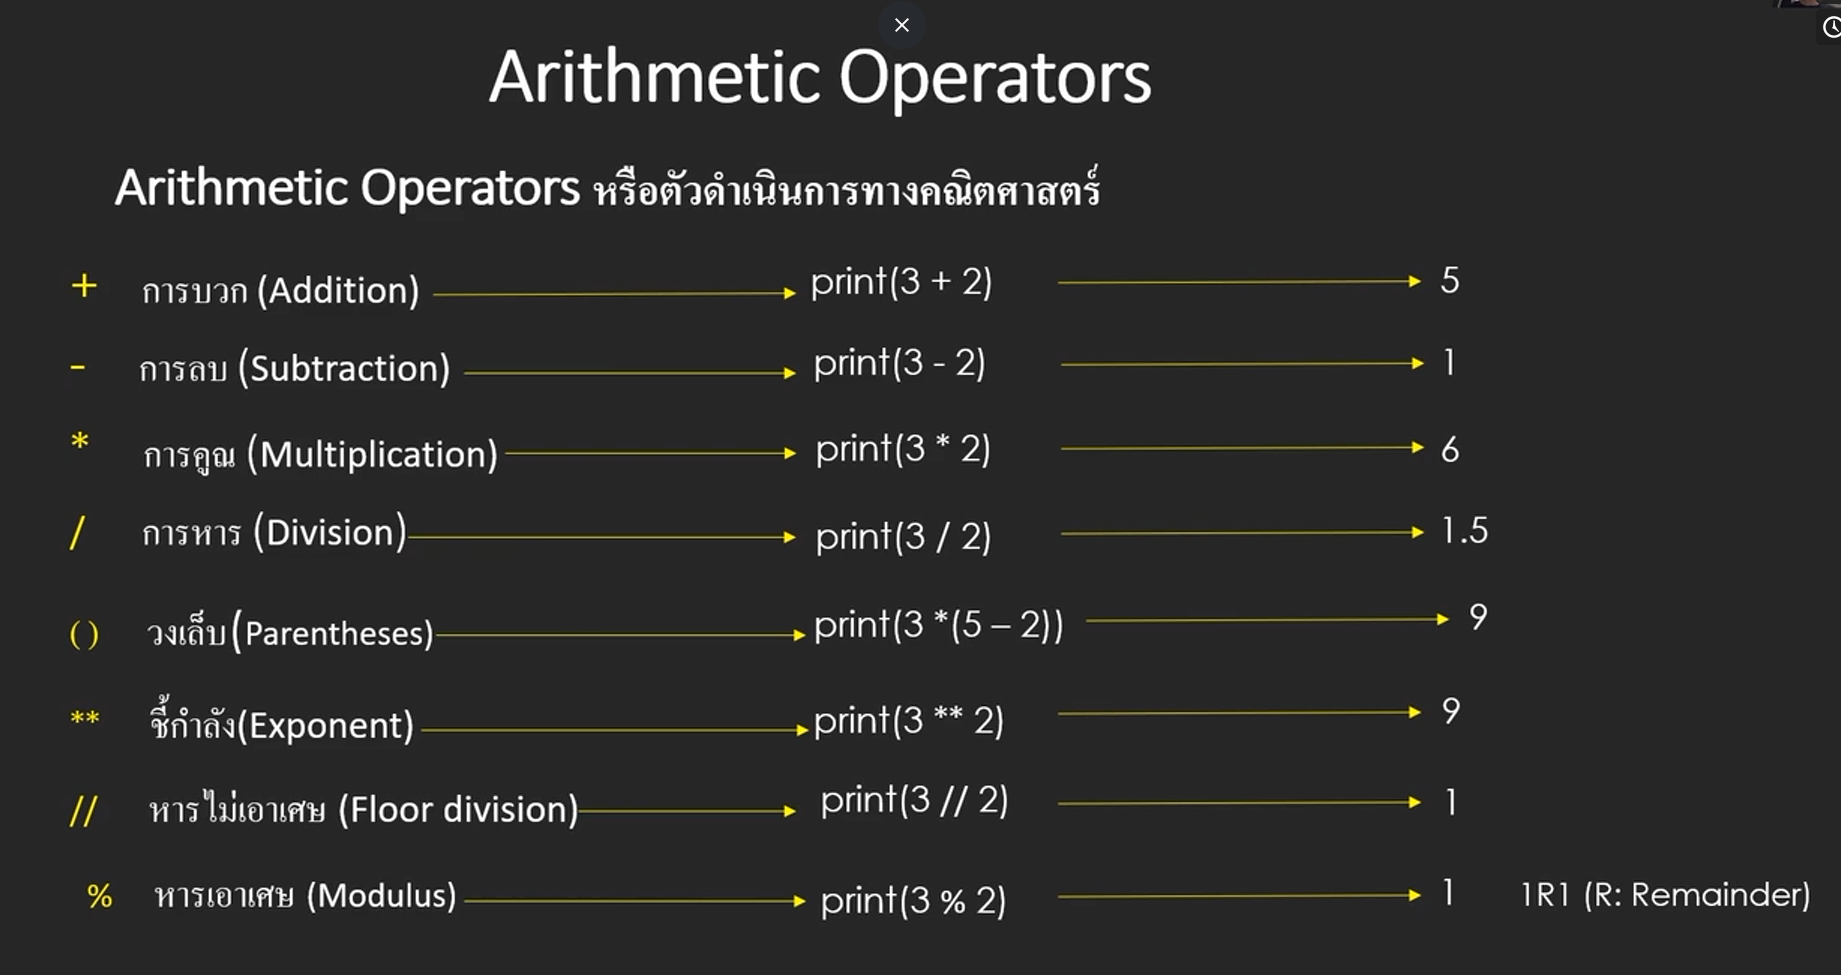 Arithmetic Operators
Arithmetic Operators หรือตัวดำเนินการทางคณิตศาสตร์
+ การบวก (Addition) print(3 + 2) 5
- การลบ (Subtraction) print(3 - 2) 1
* การคูณ (Multiplication) print(3 * 2) 6
/ การหาร (Division) print(3 / 2) 1.5
( ) วงเล็บ (Parentheses) print(3 *(5 – 2)) 9
** ชี้กำลัง(Exponent) print(3 ** 2) 9
// หารไม่เอาเศษ (Floor division) print(3 // 2) 1
% หารเอาเศษ (Modulus) print(3 % 2) 1 1R1 (R: Remainder)